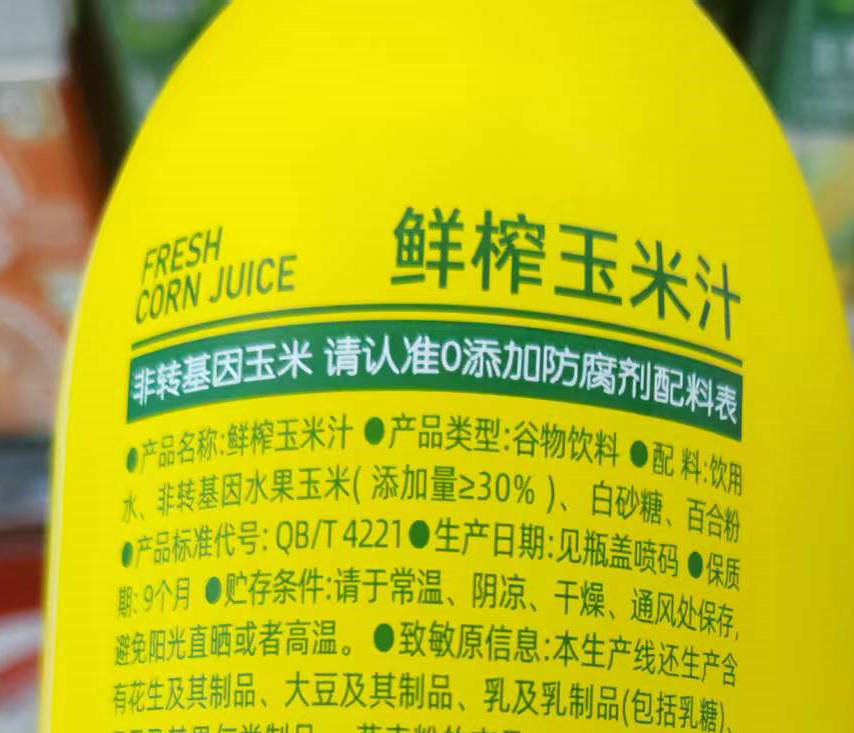 FRESH
CORN JUICE
鲜榨玉米汁
非转基因玉米 请认准0添加防腐剂配料表
●产品名称:鲜榨玉米汁 ●产品类型:谷物饮料 ●配 料:饮用
水、非转基因水果玉米( 添加量≥30% )、 白砂糖、百合粉
●产品标准代号: QB/T 4221●生产日期:见瓶盖喷码 ●保质
期: 9个月 ●贮存条件:请于常温、阴凉、干燥、通风处保存,
避免阳光直晒或者高温。 ●致敏原信息:本生产线还生产含
有花生及其制品、大豆及其制品、乳及乳制品(包括乳糖)、